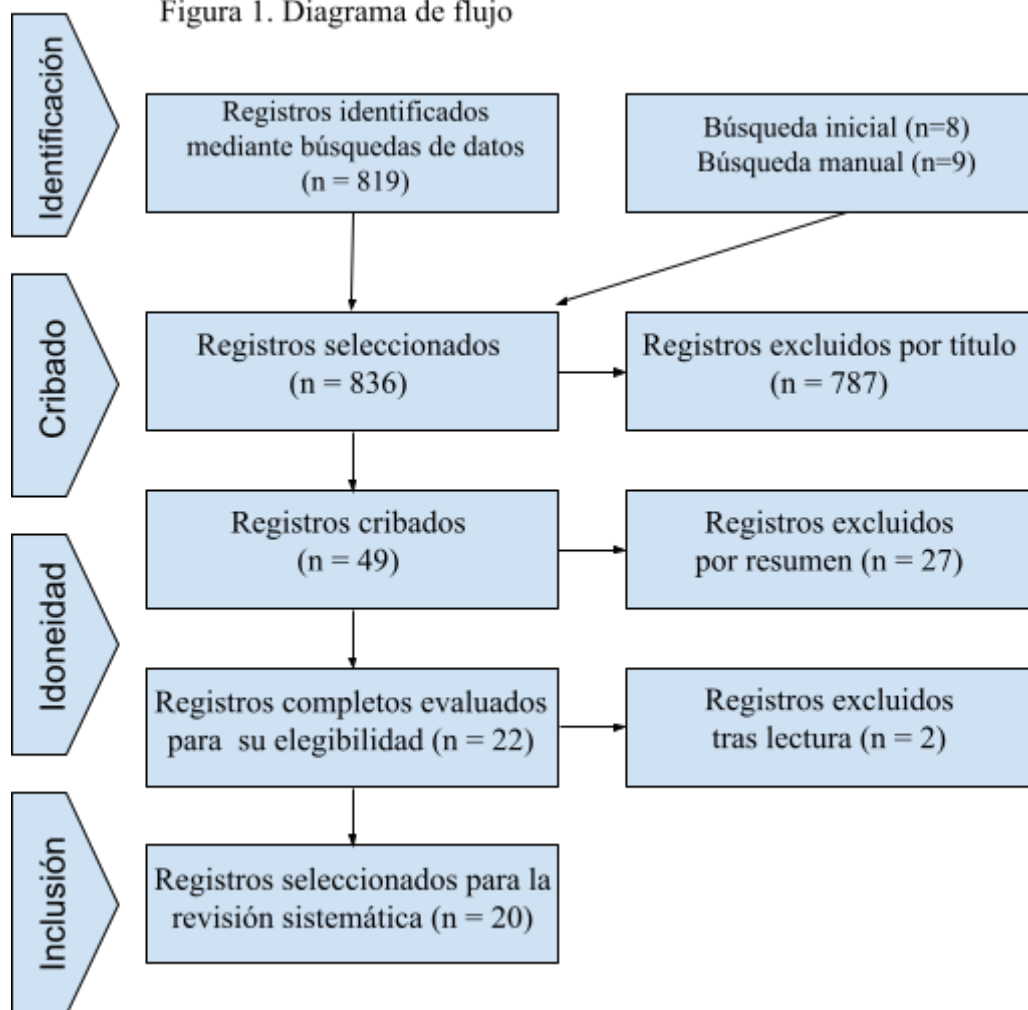 Figura 1. Diagrama de flujo
Identificación
Registros identificados
mediante búsquedas de datos
(n = 819)
Búsqueda inicial (n=8)
Búsqueda manual (n=9)
Cribado
Registros seleccionados
(n = 836)
Registros excluidos por título
(n = 787)
Registros cribados
(n = 49)
Registros excluidos
por resumen (n = 27)
Idoneidad
Registros completos evaluados
para su elegibilidad (n = 22)
Registros excluidos
tras lectura (n = 2)
Inclusión
Registros seleccionados para la
revisión sistemática (n = 20)